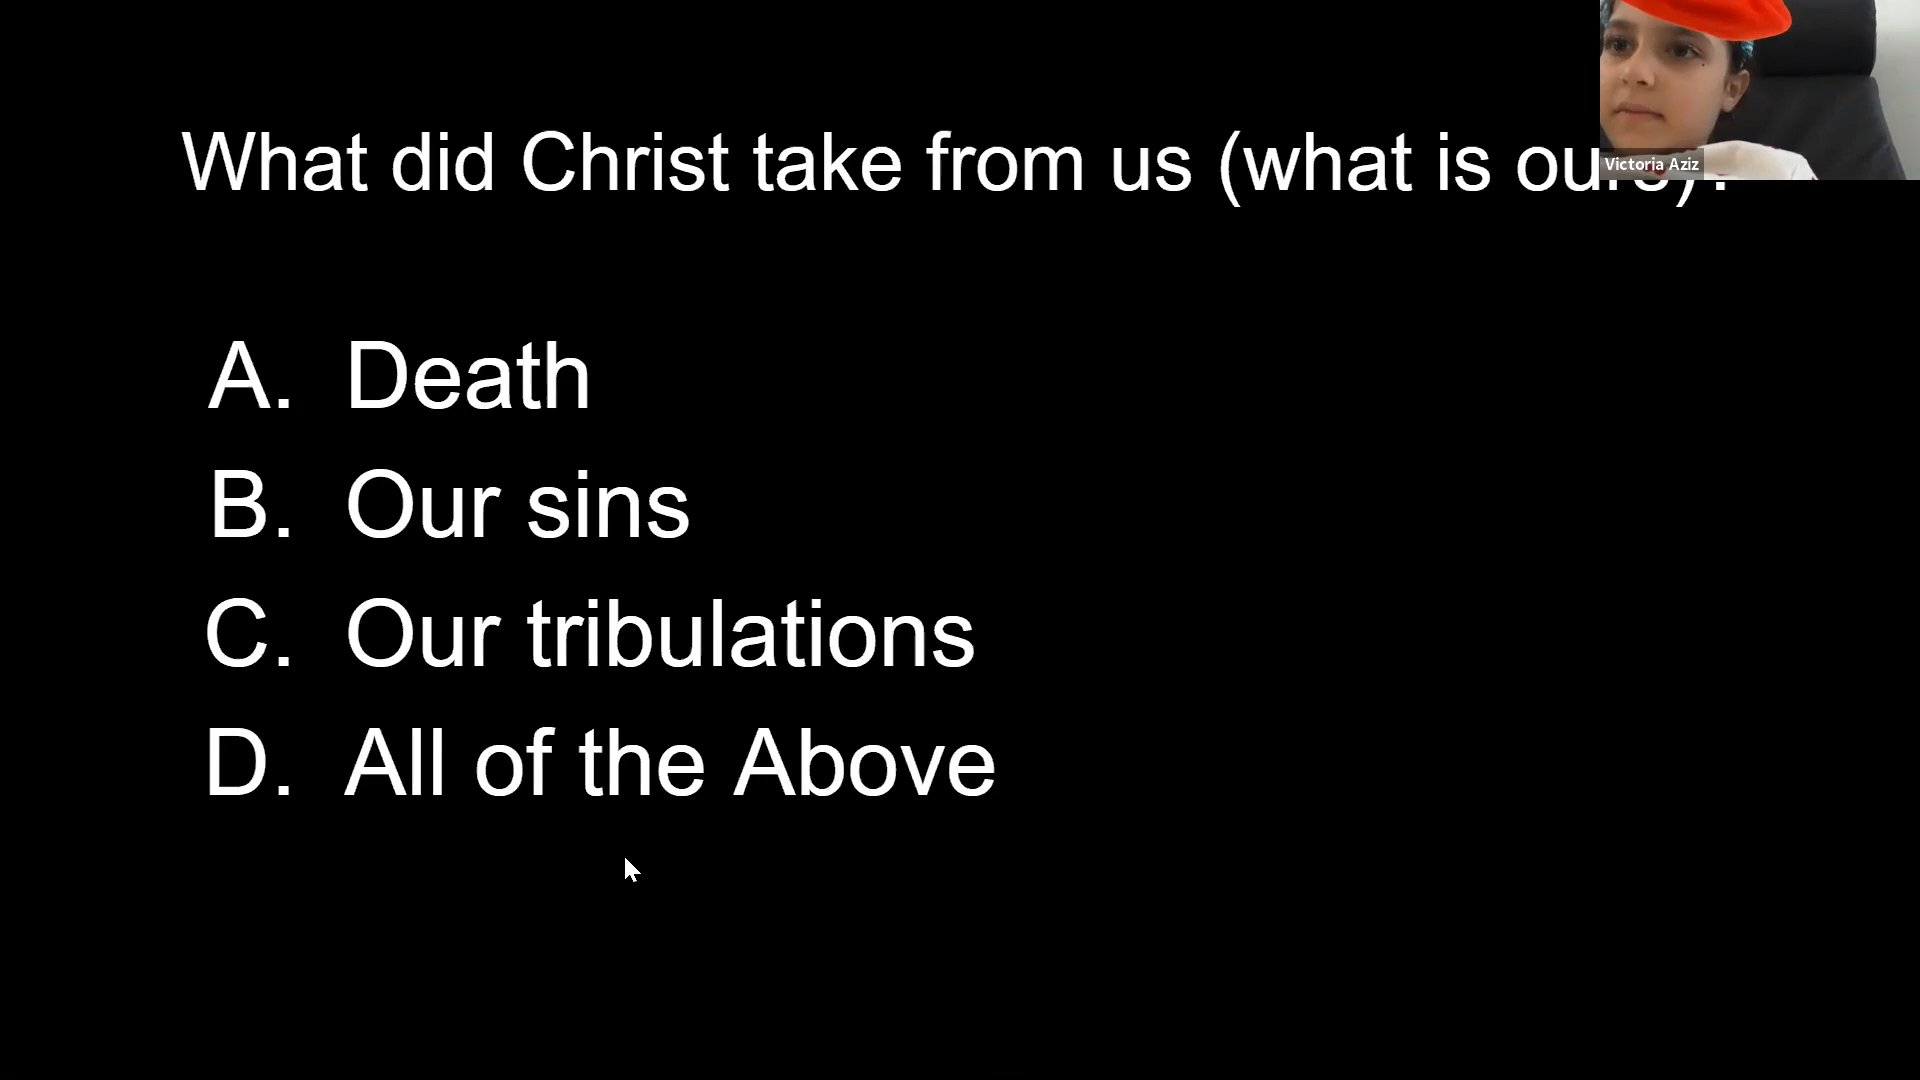 What did Christ take from us (what is ours)?
Victoria Aziz
A. Death
B. Our sins
C. Our tribulations
D. All of the Above